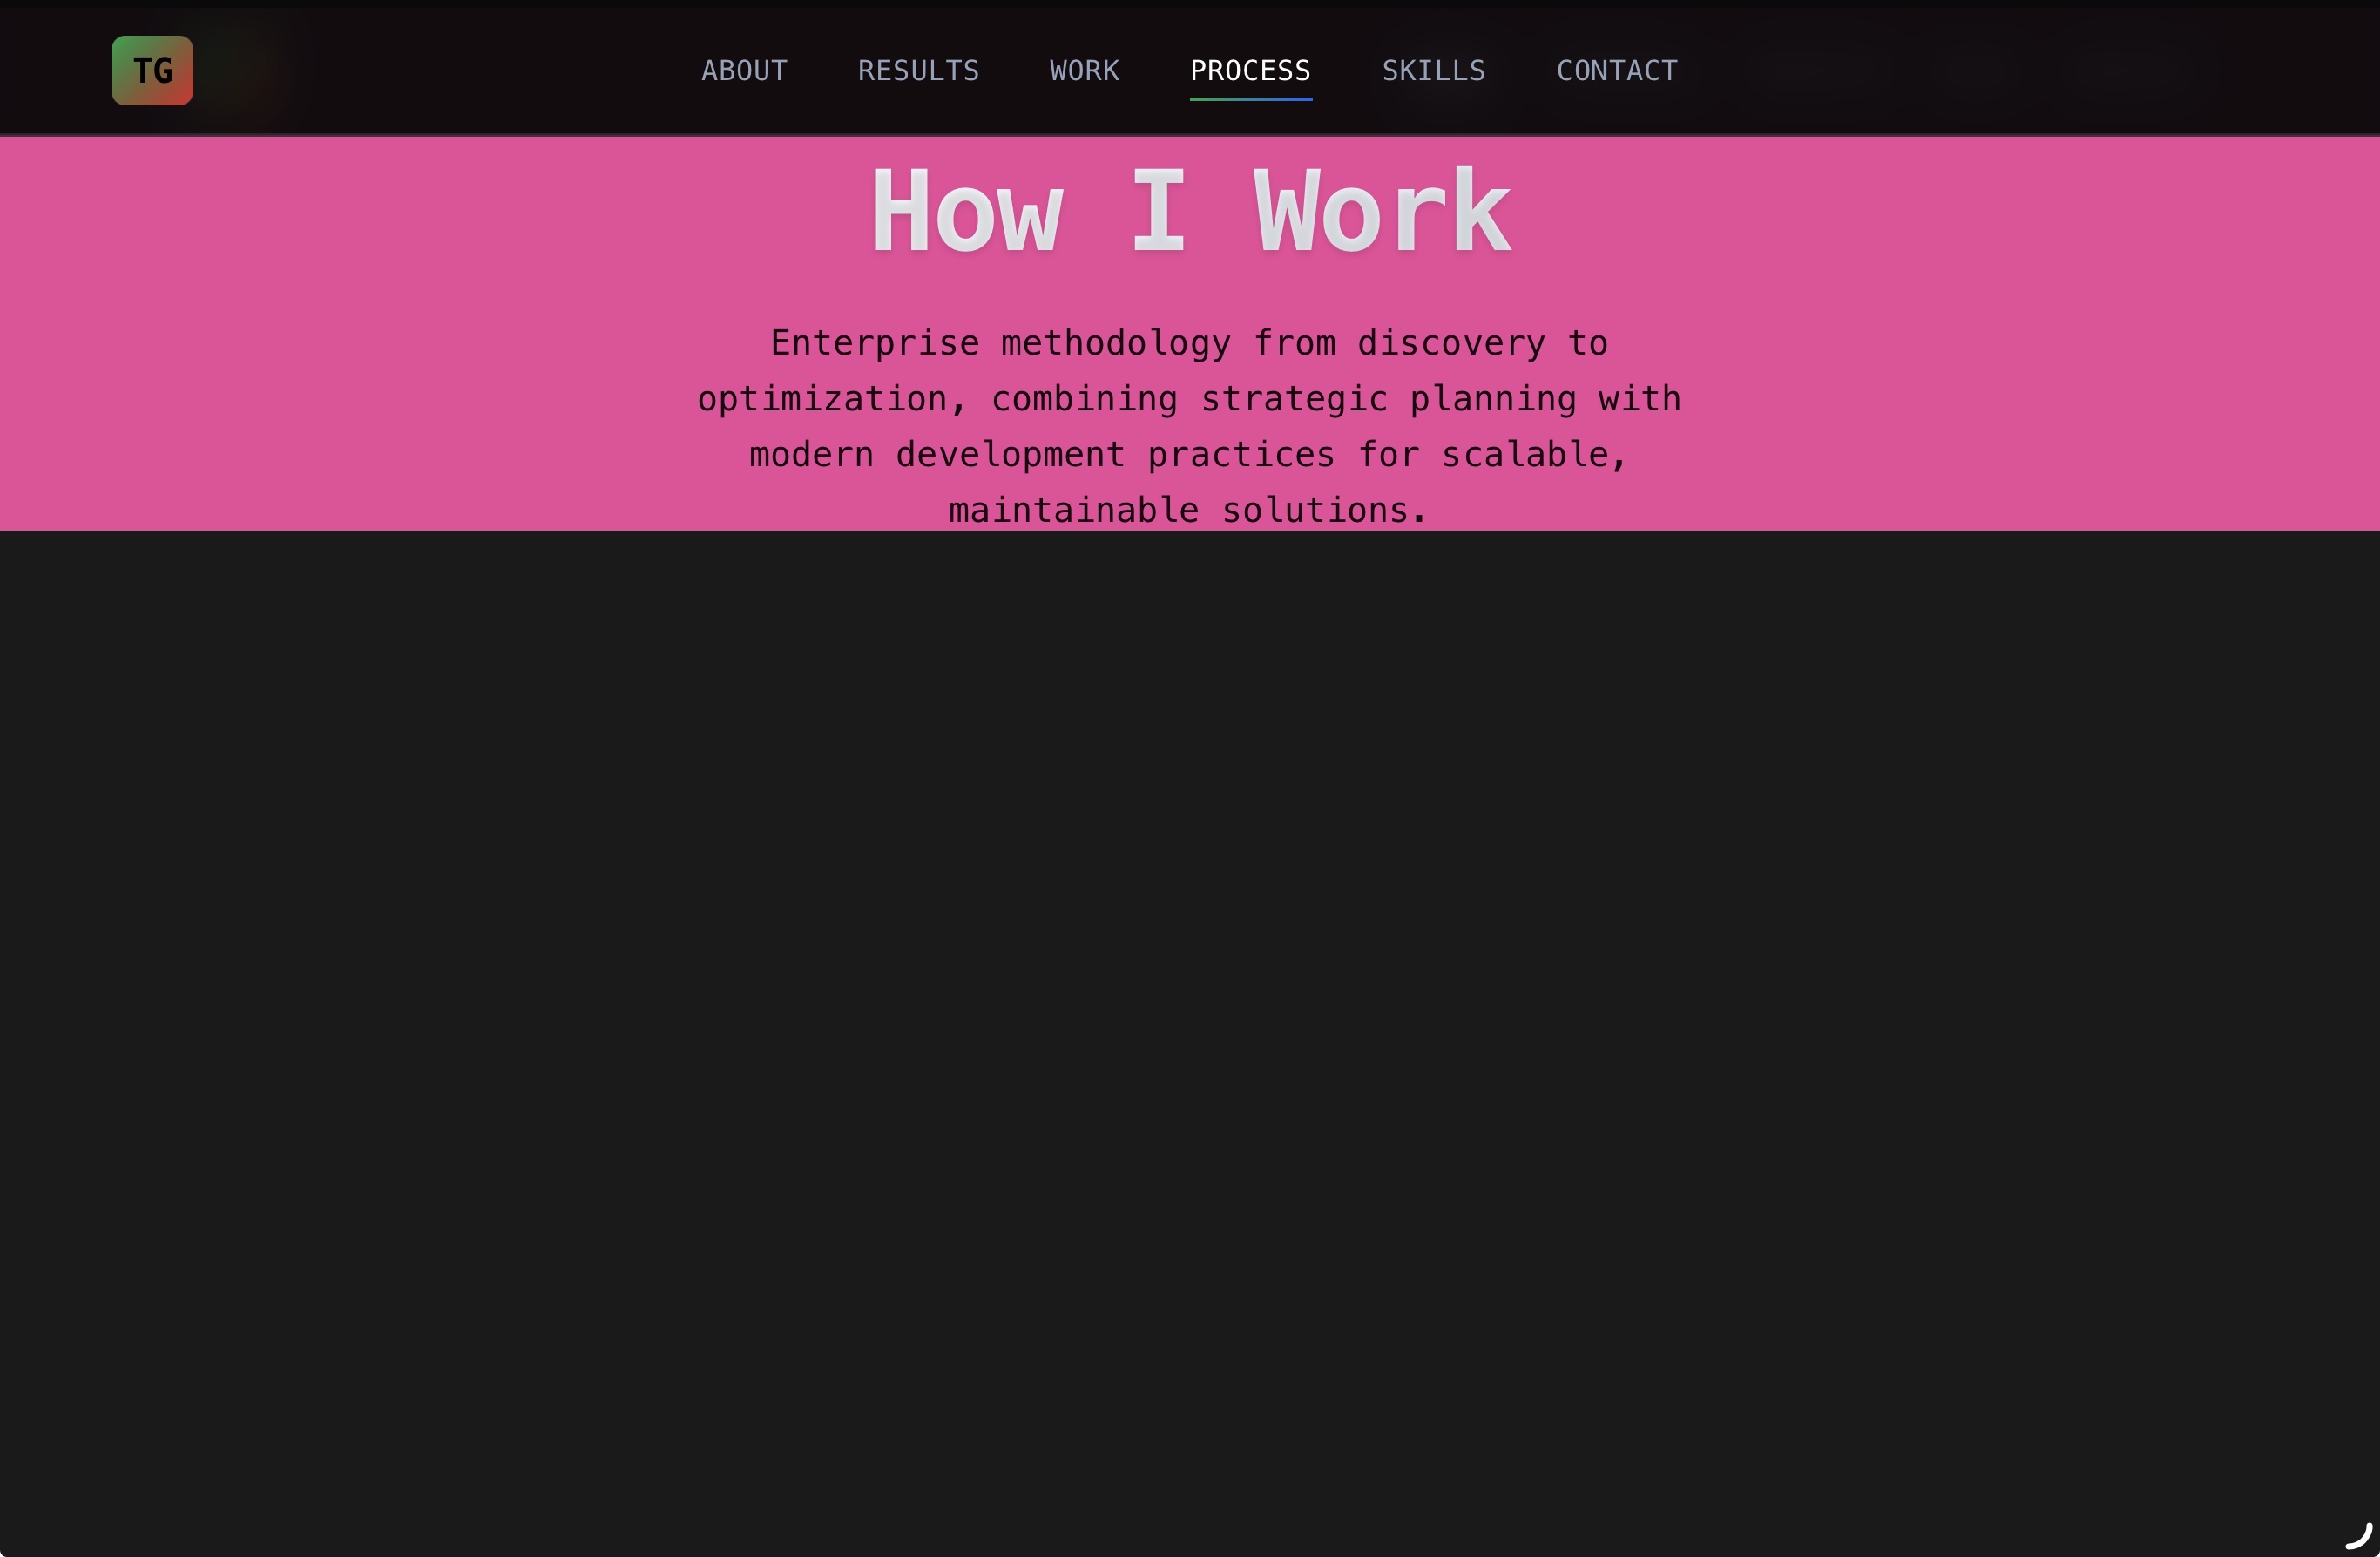 TG
ABOUT RESULTS WORK PROCESS SKILLS CONTACT
How I Work
Enterprise methodology from discovery to
optimization, combining strategic planning with
modern development practices for scalable,
maintainable solutions.